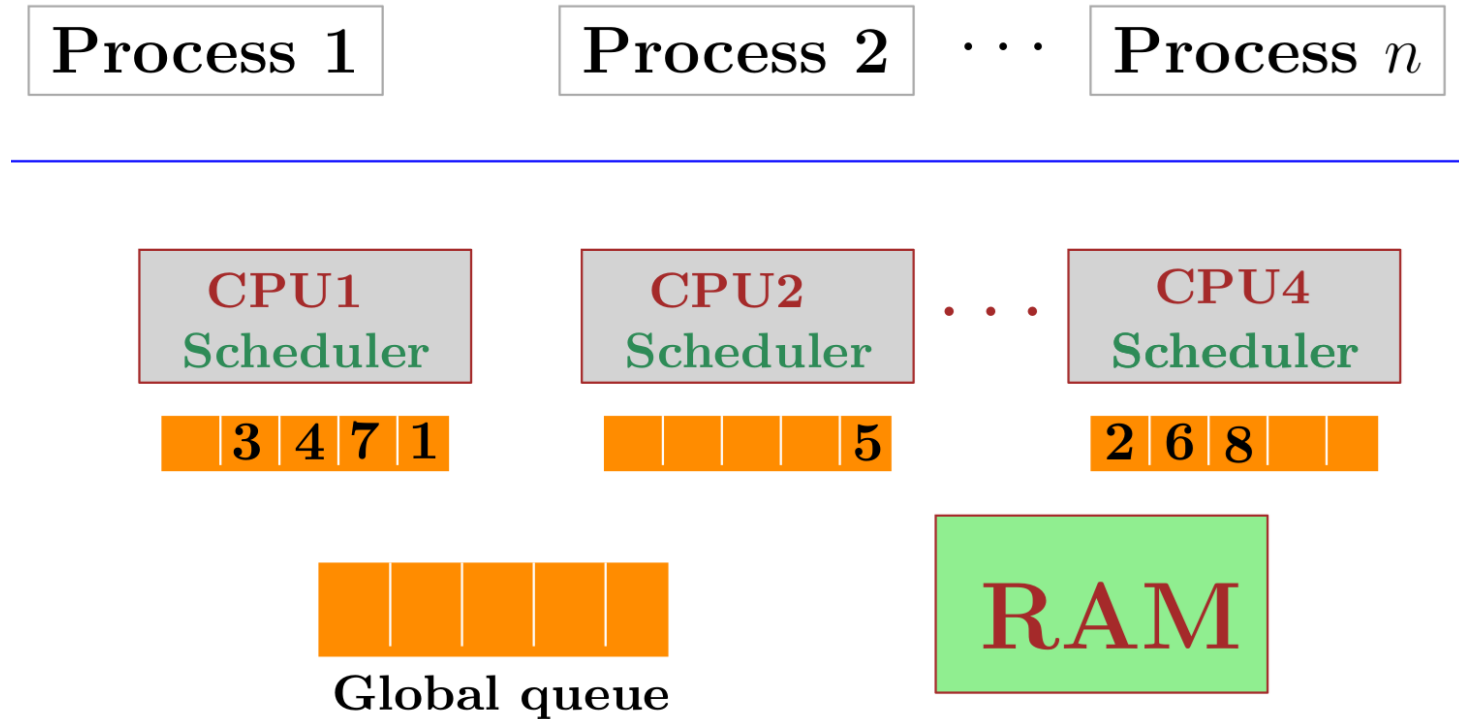 Process 1 Process 2 · · · Process n
CPU1 CPU2 · · · CPU4
Scheduler Scheduler Scheduler
3 4 7 1 5 2 6 8
RAM
Global queue